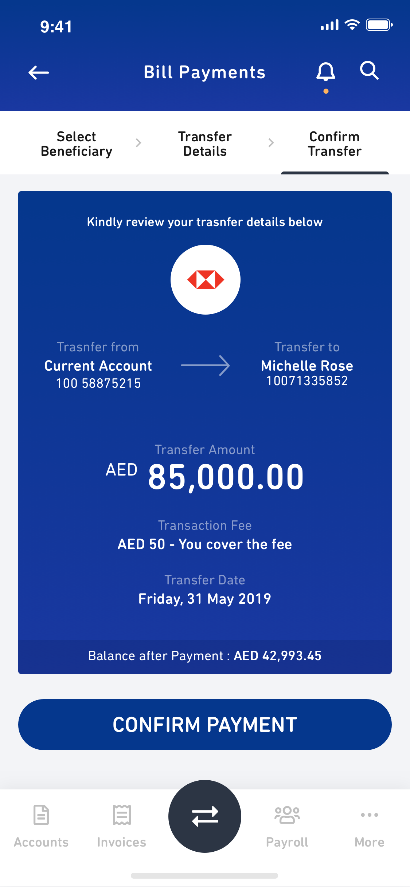 9:41
Bill Payments
Select
Beneficiary
Transfer
Details
Confirm
Transfer
Kindly review your trasnfer details below
Trasnfer from
Current Account
100 58875215
Transfer to
Michelle Rose
10071335852
Transfer Amount
AED 85,000.00
Transaction Fee
AED 50 - You cover the fee
Transfer Date
Friday, 31 May 2019
Balance after Payment : AED 42,993.45
CONFIRM PAYMENT
Accounts
Invoices
Payroll
More